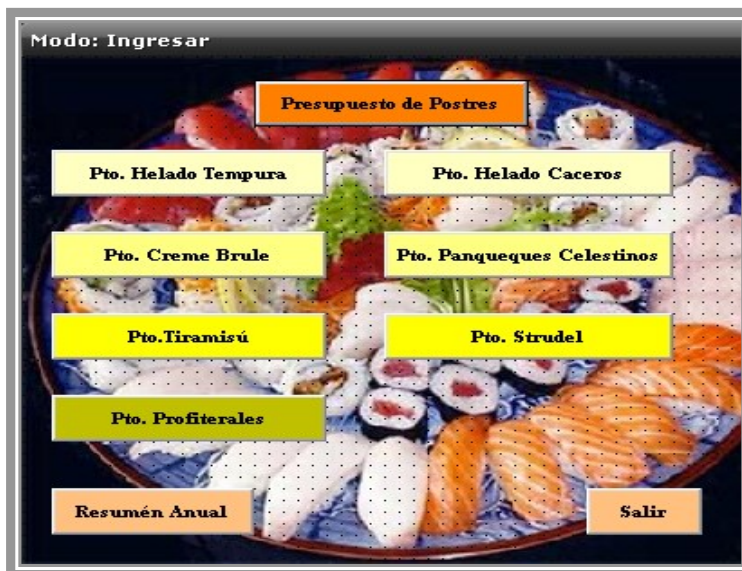 Modo: Ingresar
Presupuesto de Postres
Pto. Helado Tempura
Pto. Helado Caceros
Pto. Creme Brule
Pto. Panqueques Celestinos
Pto.Tiramisú
Pto. Strudel
Pto. Profiterales
Resumén Anual
Salir